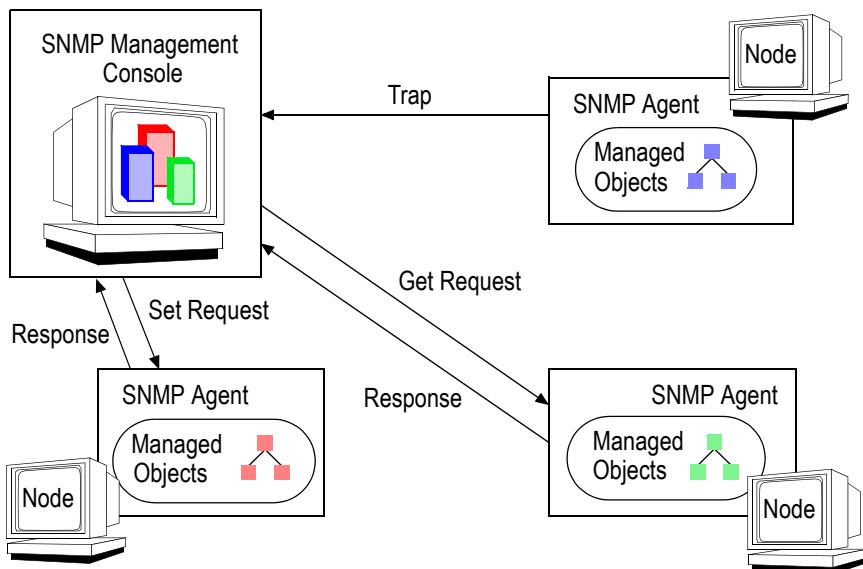 SNMP Management
Console
Trap
Node
SNMP Agent
Managed
Objects
Get Request
Set Request
Response
Response
SNMP Agent
Managed
Objects
Node
SNMP Agent
Managed
Objects
Node